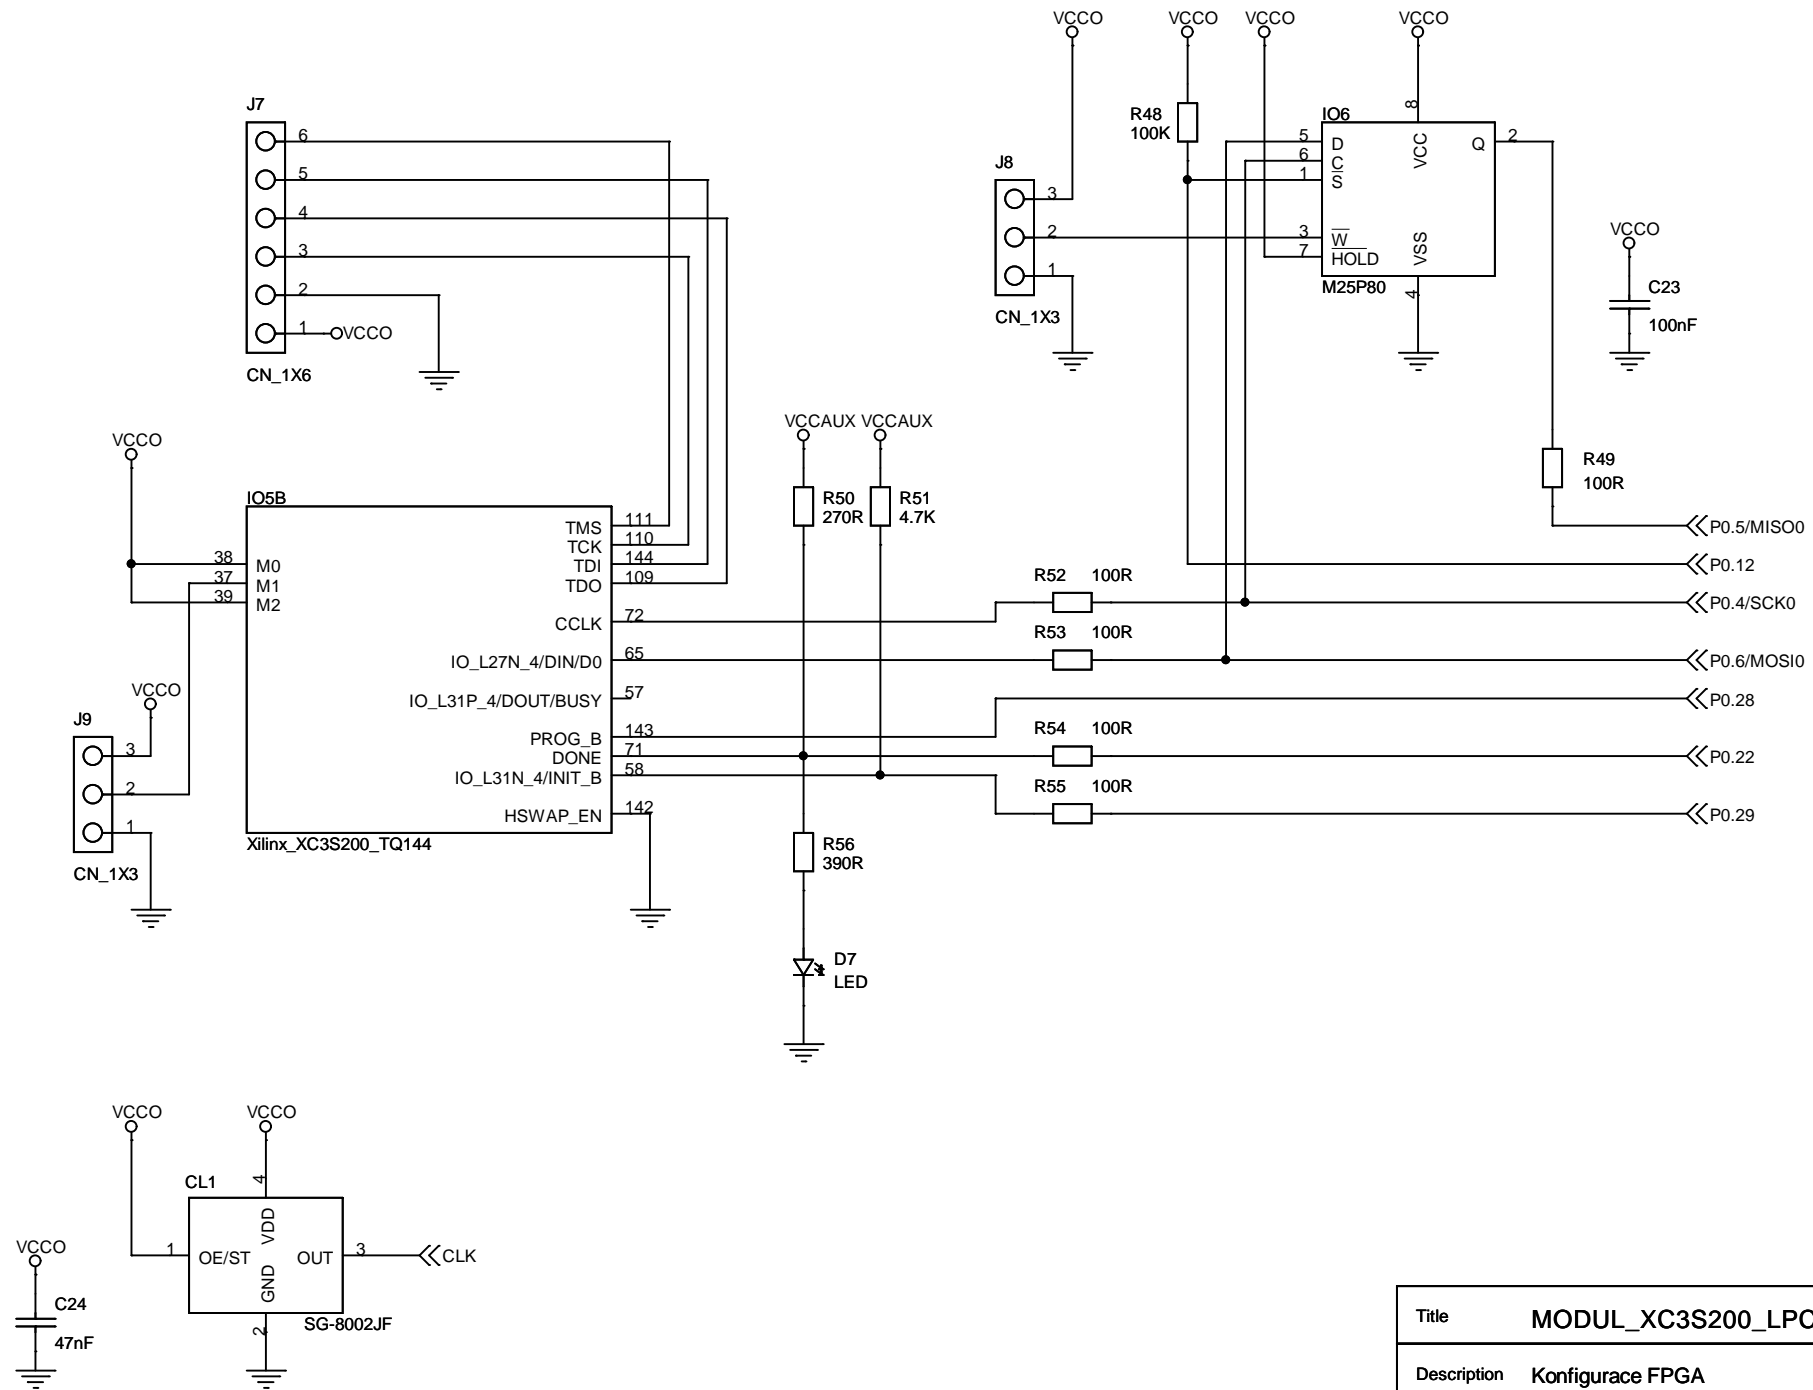 VCCO VCCO VCCO VCCO
J7
6
5
4
3
2
1 VCCO
CN_1X6
R48
100K
J8
3
2
1
CN_1X3
IO6
8
5 D VCC Q 2
6 C
1 S
3 W
7 HOLD VSS
M25P80 4
VCCO
C23
100nF
R49
100R
VCCAUX VCCAUX
R50
270R
R51
4.7K
VCCO
IO5B
38 M0
37 M1
39 M2
TMS 111
TCK 110
TDI 144
TDO 109
CCLK 72
IO_L27N_4/DIN/D0 65
IO_L31P_4/DOUT/BUSY 57
PROG_B 143
DONE 71
IO_L31N_4/INIT_B 58
HSWAP_EN 142
Xilinx_XC3S200_TQ144
VCCO
J9
3
2
1
CN_1X3
R52 100R
R53 100R
R54 100R
R55 100R
P0.5/MISO0
P0.12
P0.4/SCK0
P0.6/MOSI0
P0.28
P0.22
P0.29
R56
390R
D7
LED
VCCO VCCO
CL1
4
1 OE/ST VDD OUT 3 CLK
GND
2
SG-8002JF
VCCO
C24
47nF
Title MODUL_XC3S200_LPC
Description Konfigurace FPGA